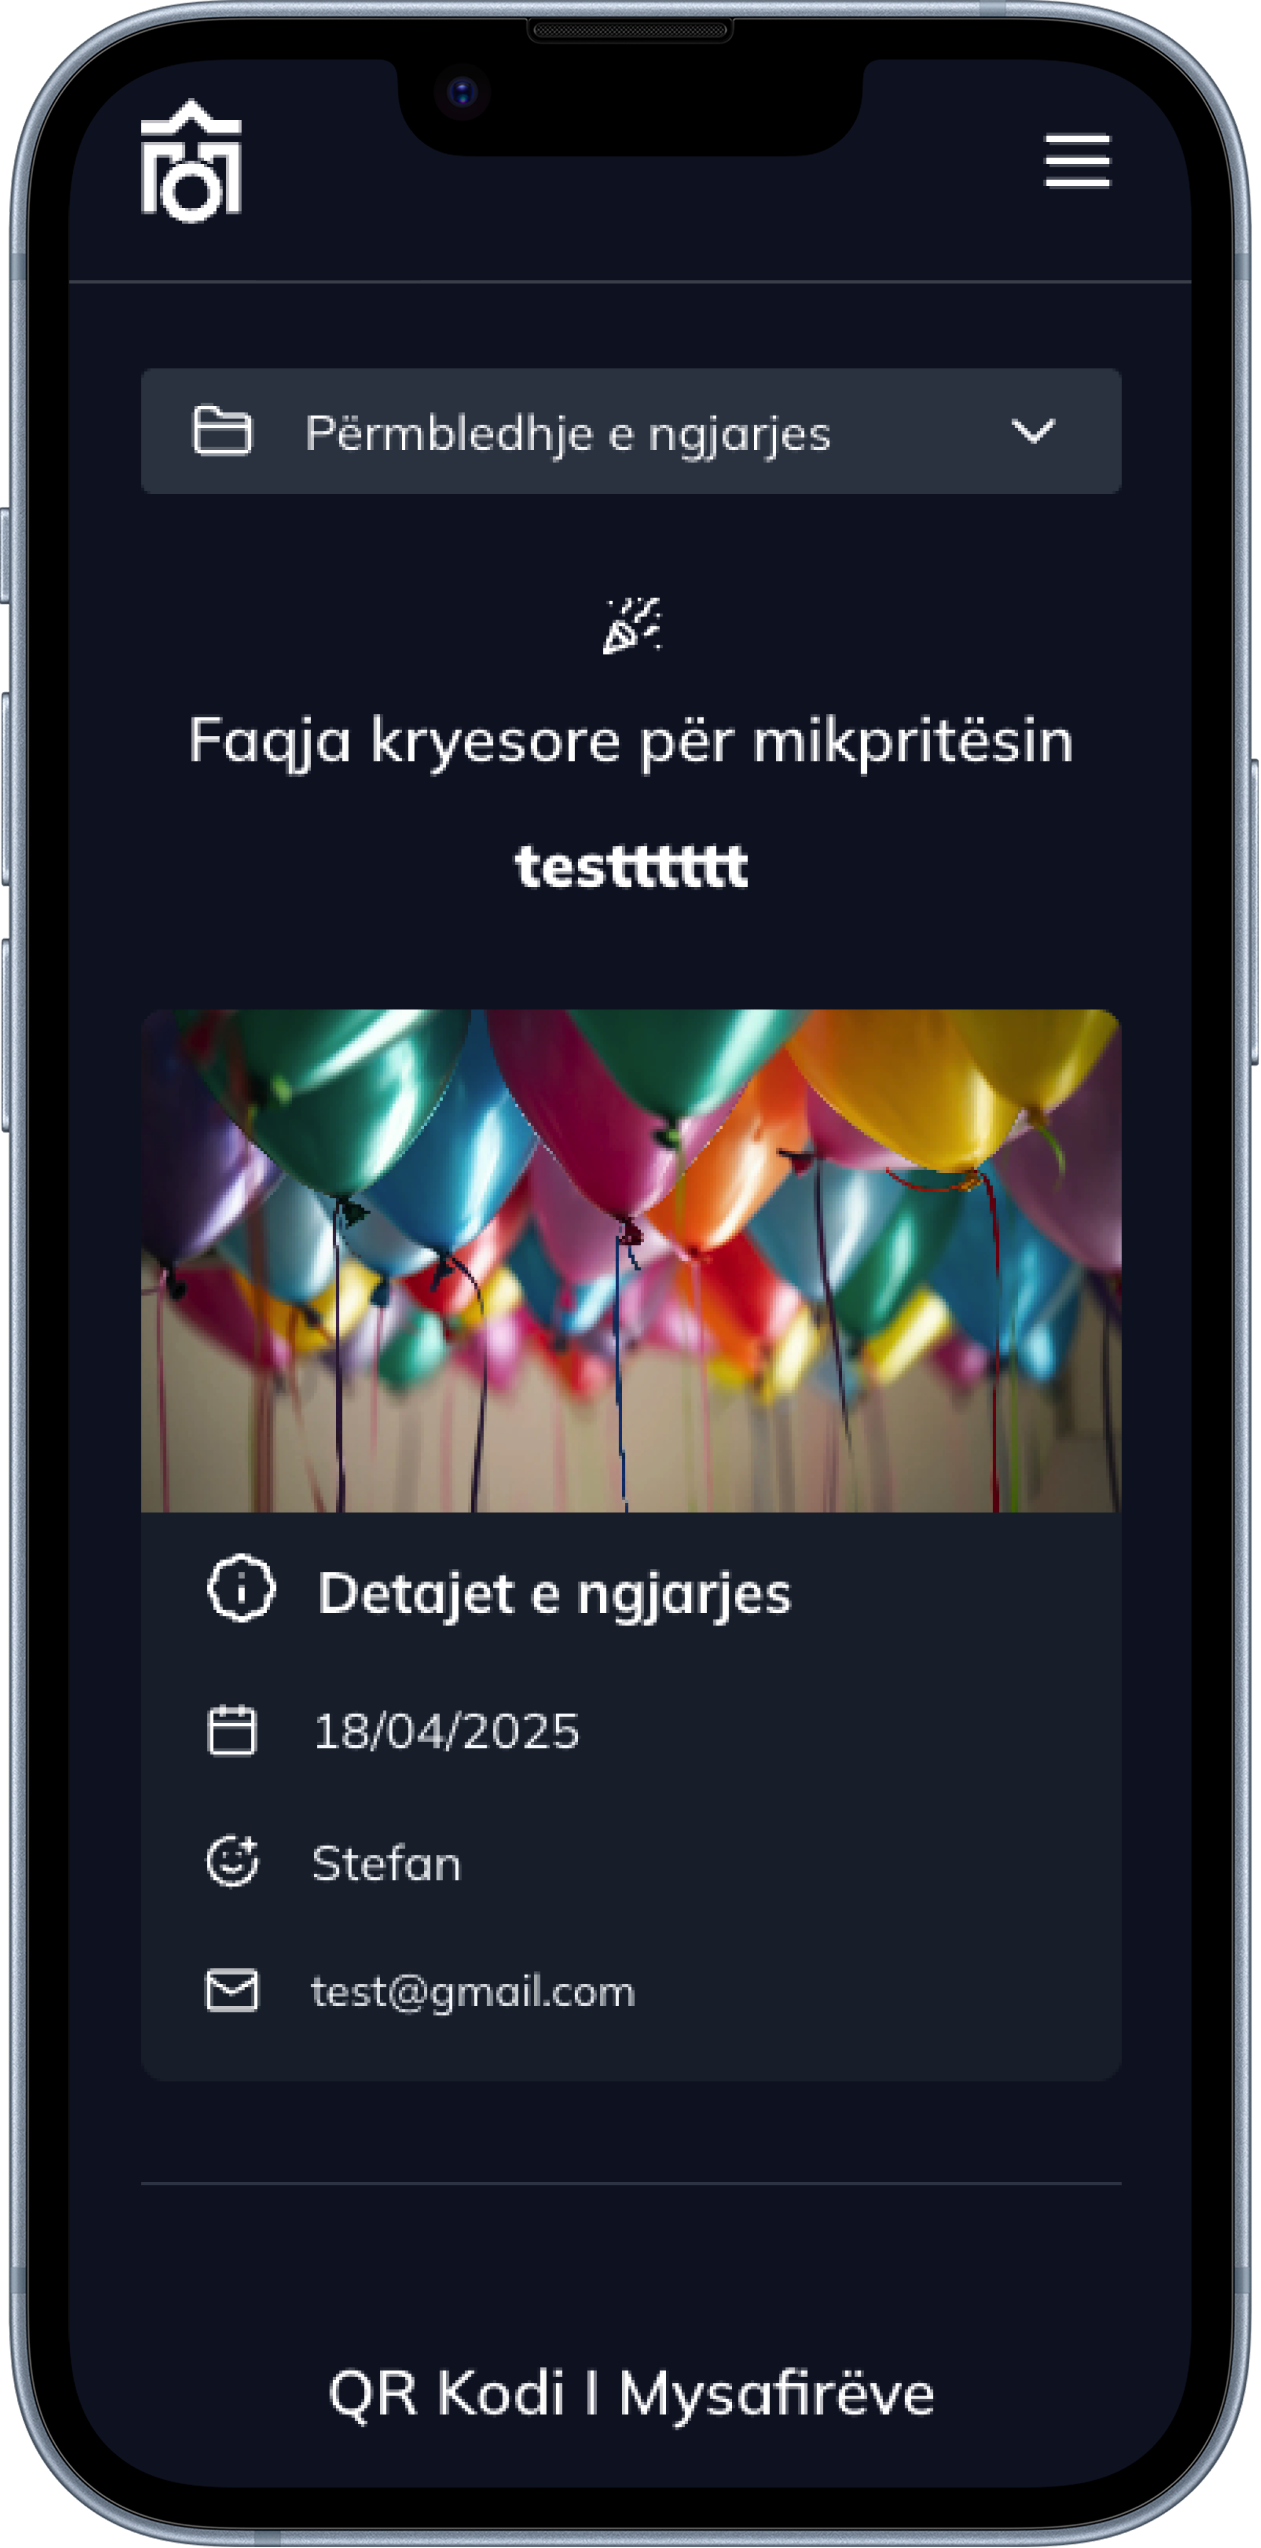 Përmbledhje e ngjarjes
Faqja kryesore për mikpritësin
testttttt
Detajet e ngjarjes
18/04/2025
Stefan
test@gmail.com
QR Kodi I Mysafirëve